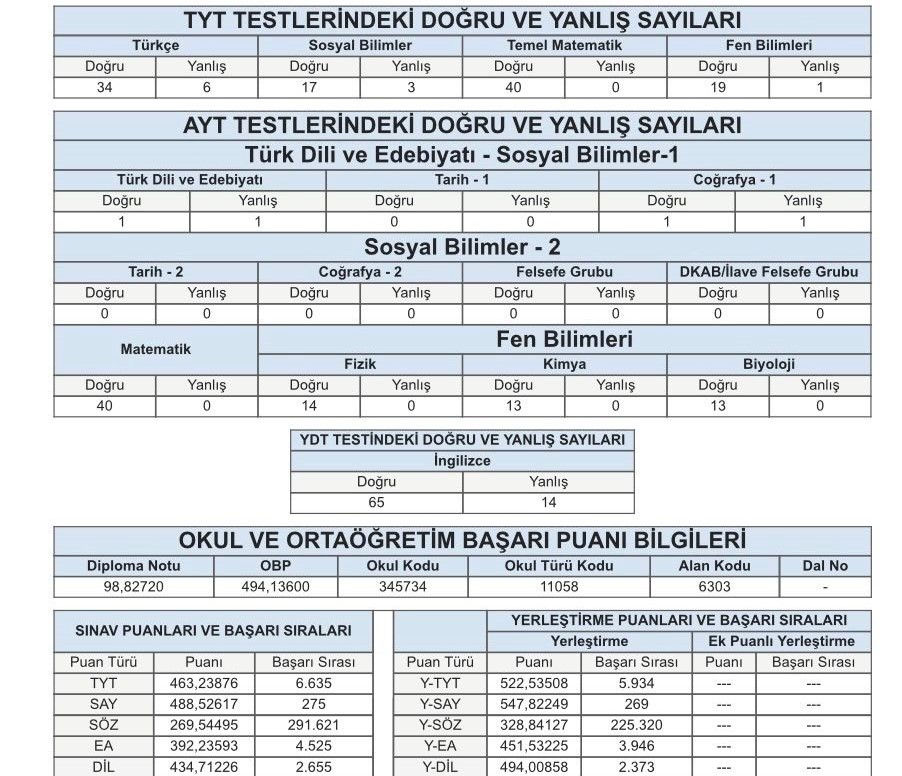 TYT TESTLERİNDEKİ DOĞRU VE YANLIŞ SAYILARI
Türkçe Sosyal Bilimler Temel Matematik Fen Bilimleri
Doğru Yanlış Doğru Yanlış Doğru Yanlış Doğru Yanlış
34 6 17 3 40 0 19 1
AYT TESTLERİNDEKİ DOĞRU VE YANLIŞ SAYILARI
Türk Dili ve Edebiyatı - Sosyal Bilimler-1
Türk Dili ve Edebiyatı Tarih - 1 Coğrafya - 1
Doğru Yanlış Doğru Yanlış Doğru Yanlış
1 1 0 0 1 1
Sosyal Bilimler - 2
Tarih - 2 Coğrafya - 2 Felsefe Grubu DKAB/İlave Felsefe Grubu
Doğru Yanlış Doğru Yanlış Doğru Yanlış Doğru Yanlış
0 0 0 0 0 0 0 0
Matematik Fen Bilimleri
Fizik Kimya Biyoloji
Doğru Yanlış Doğru Yanlış Doğru Yanlış Doğru Yanlış
40 0 14 0 13 0 13 0
YDT TESTİNDEKİ DOĞRU VE YANLIŞ SAYILARI
İngilizce
Doğru Yanlış
65 14
OKUL VE ORTAÖĞRETİM BAŞARI PUANI BİLGİLERİ
Diploma Notu OBP Okul Kodu Okul Türü Kodu Alan Kodu Dal No
98,82720 494,13600 345734 11058 6303 -
SINAV PUANLARI VE BAŞARI SIRALARI
Puan Türü Puanı Başarı Sırası
TYT 463,23876 6.635
SAY 488,52617 275
SÖZ 269,54495 291.621
EA 392,23593 4.525
DİL 434,71226 2.655
YERLEŞTİRME PUANLARI VE BAŞARI SIRALARI
Yerleştirme Ek Puanlı Yerleştirme
Puan Türü Puanı Başarı Sırası Puanı Başarı Sırası
Y-TYT 522,53508 5.934 --- ---
Y-SAY 547,82249 269 --- ---
Y-SÖZ 328,84127 225.320 --- ---
Y-EA 451,53225 3.946 --- ---
Y-DİL 494,00858 2.373 --- ---